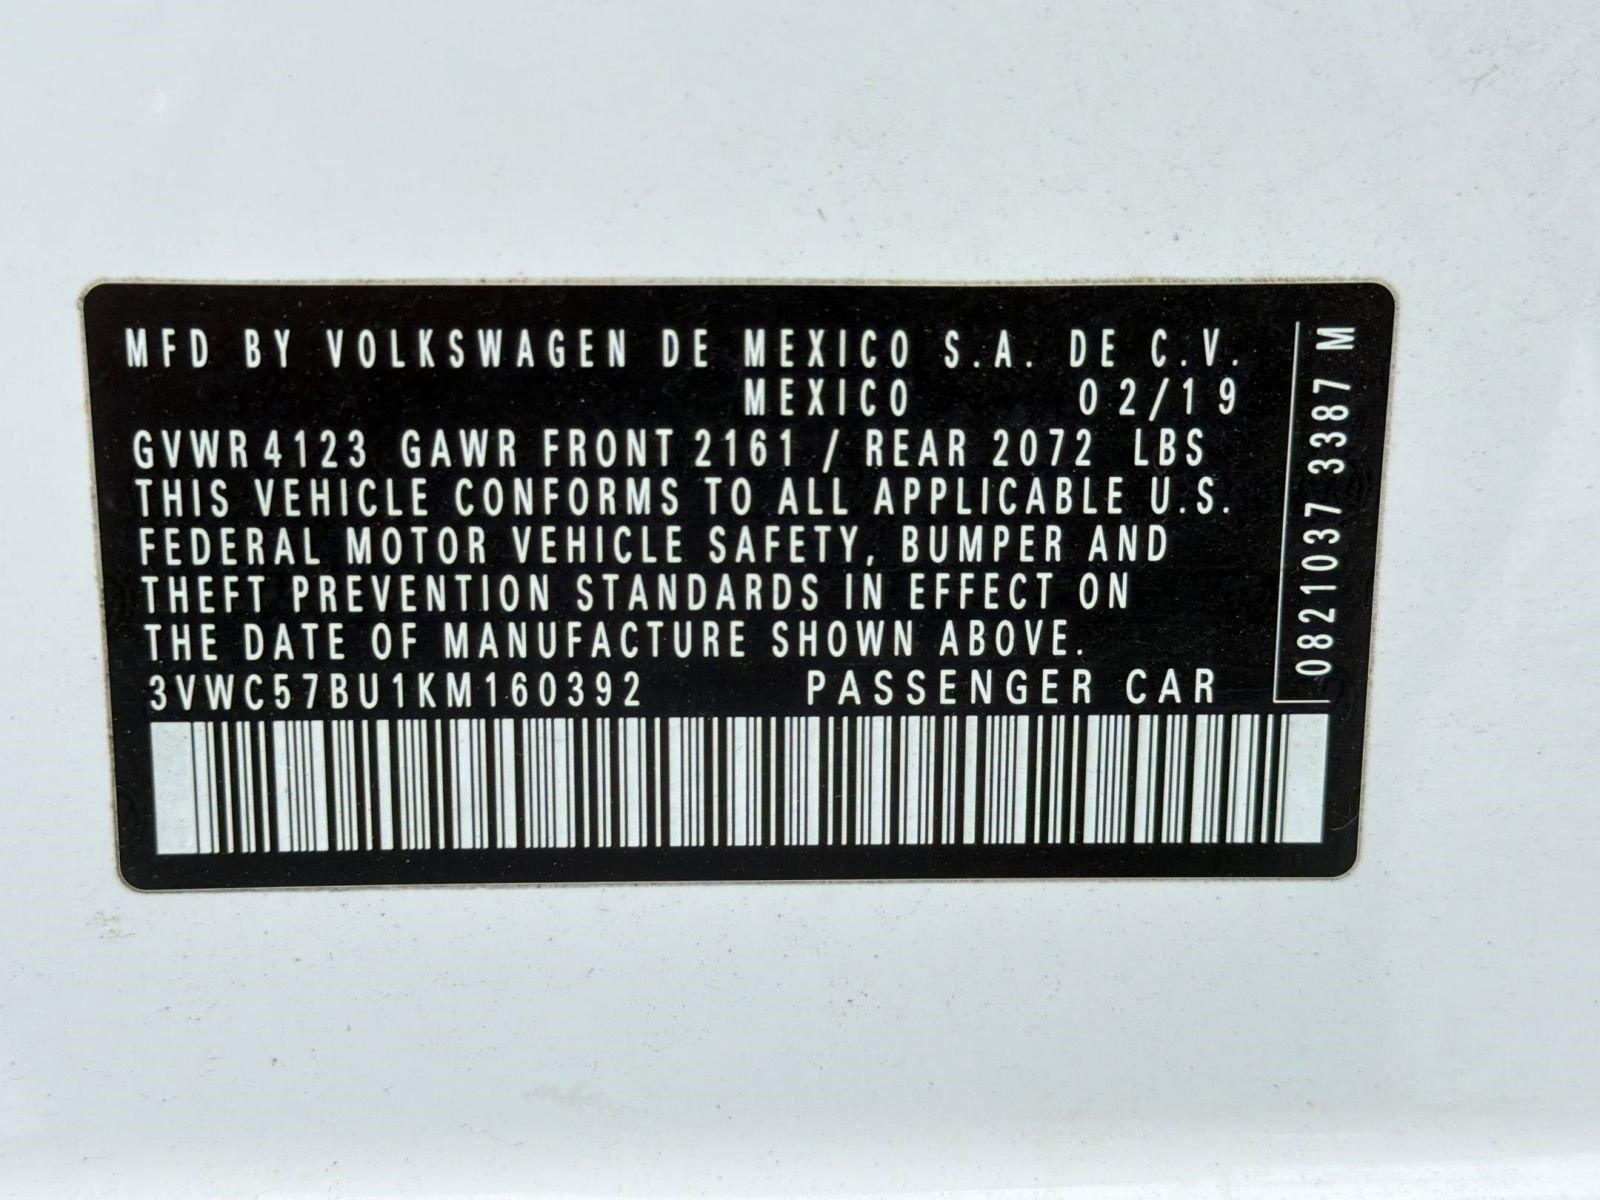 MFD BY VOLKSWAGEN DE MEXICO S.A. DE C.V.
MEXICO 02/19
GVWR 4123 GAWR FRONT 2161 / REAR 2072 LBS
THIS VEHICLE CONFORMS TO ALL APPLICABLE U.S.
FEDERAL MOTOR VEHICLE SAFETY, BUMPER AND
THEFT PREVENTION STANDARDS IN EFFECT ON
THE DATE OF MANUFACTURE SHOWN ABOVE.
3VWC57BU1KM160392 PASSENGER CAR
0821037 3387 M